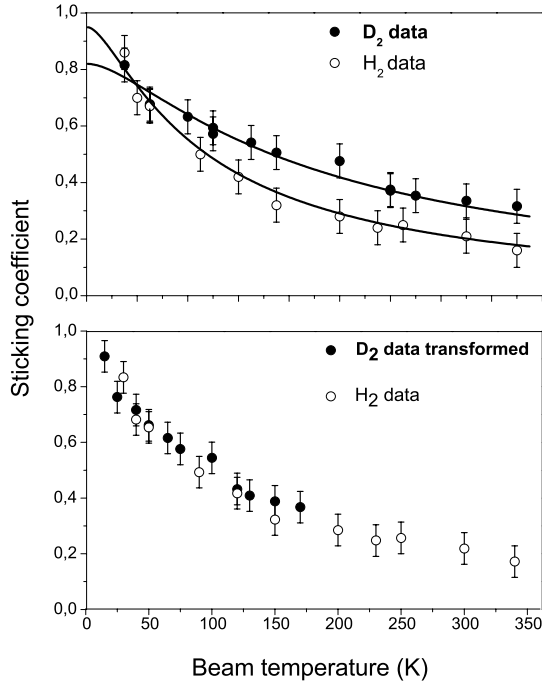 Sticking coefficient
1,0
D2 data
H2 data
0,8
0,6
0,4
0,2
0,0
1,0
D2 data transformed
H2 data
0,8
0,6
0,4
0,2
0,0
0 50 100 150 200 250 300 350
Beam temperature (K)